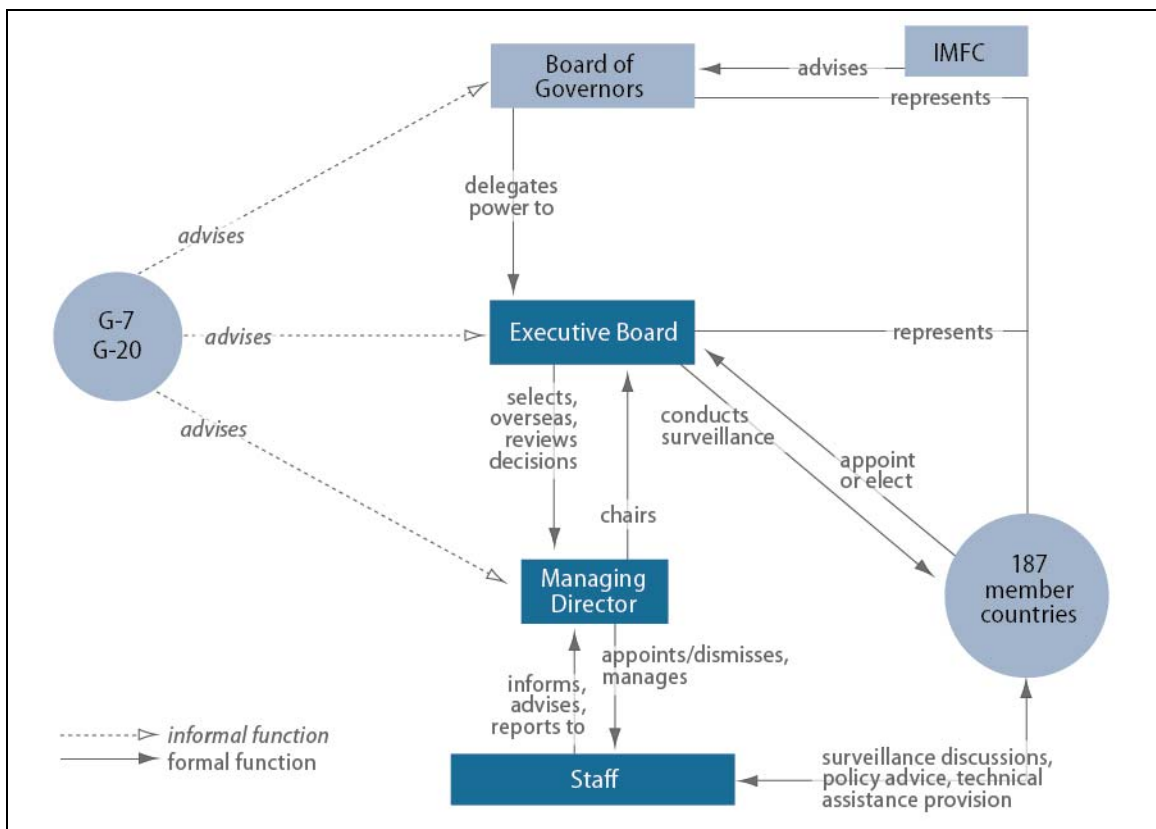 IMFC
Board of
Governors
advises
represents
delegates
power to
advises
G-7
G-20
advises
Executive Board
represents
advises
selects,
overseas,
reviews
decisions
conducts
surveillance
appoint
or elect
chairs
Managing
Director
187
member
countries
appoints/dismisses,
manages
informs,
advises,
reports to
informal function
formal function
Staff
surveillance discussions,
policy advice, technical
assistance provision